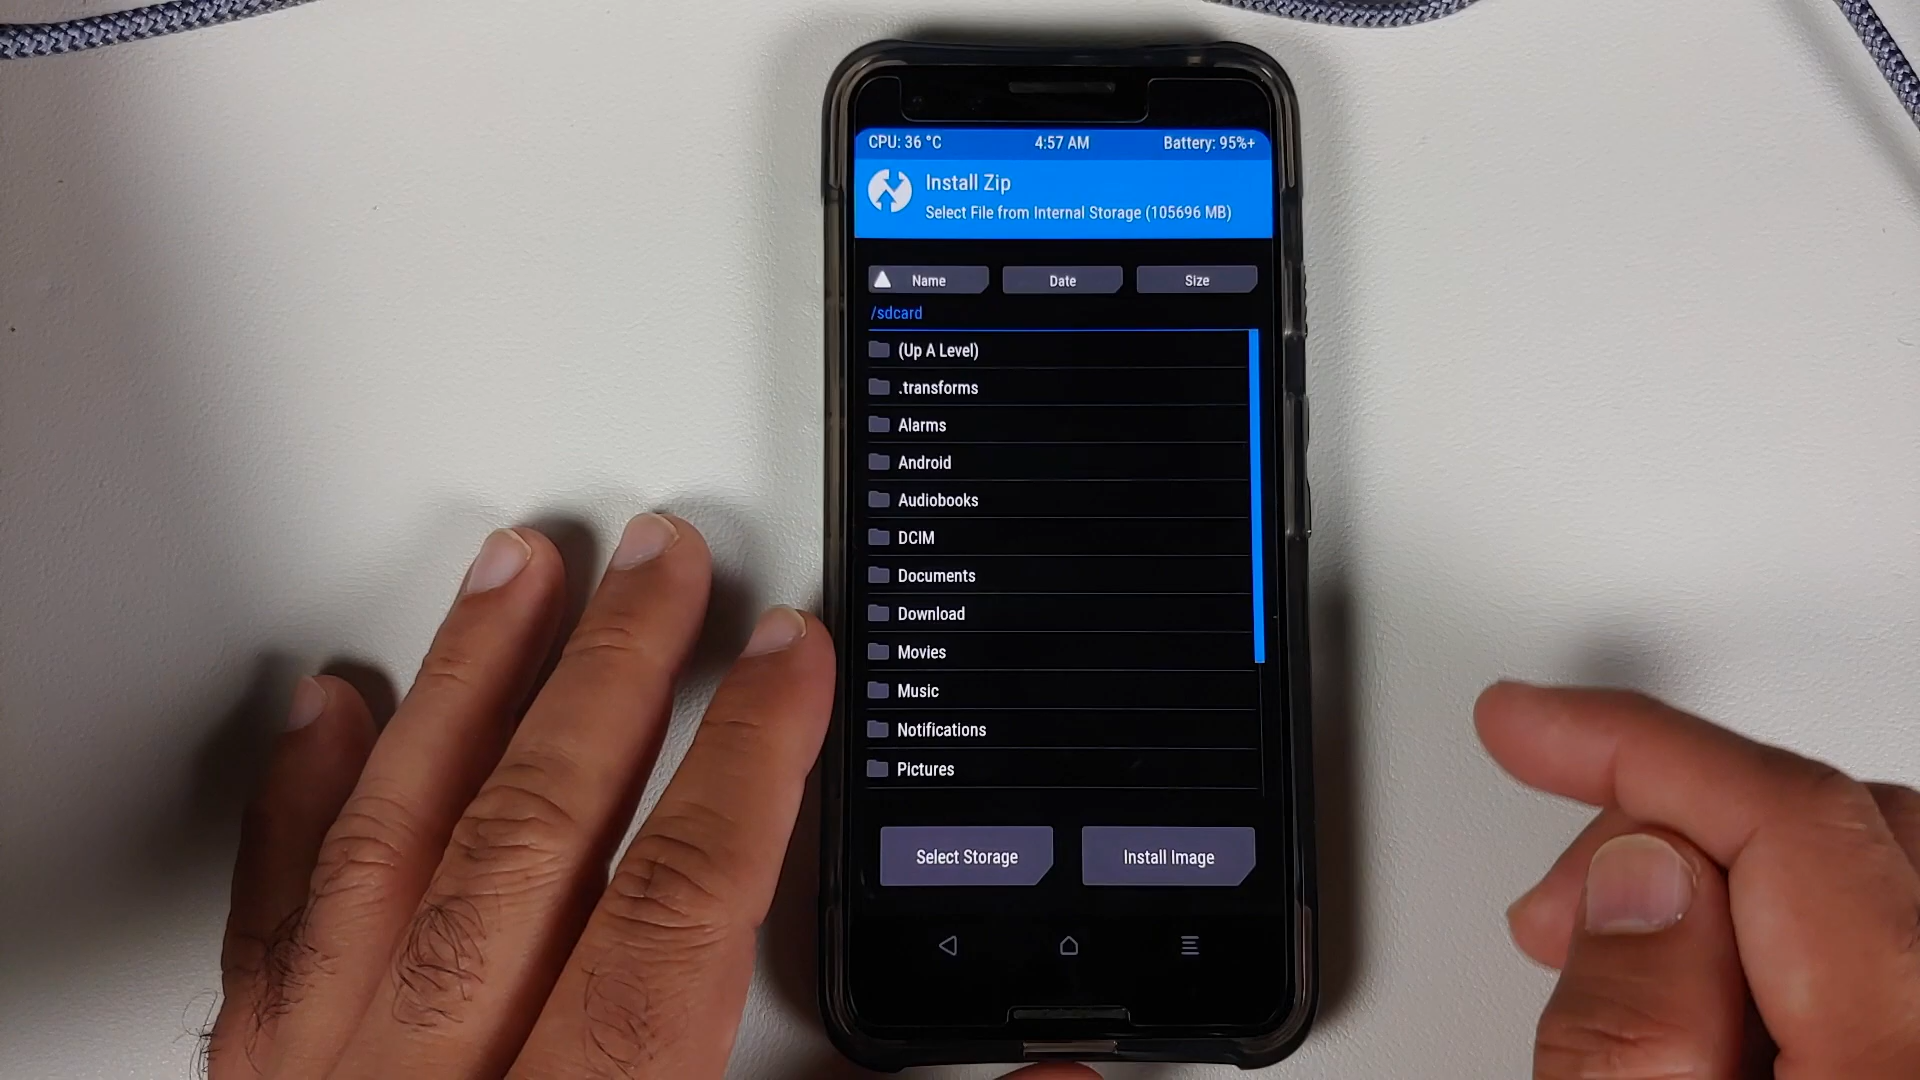 CPU: 36 °C 4:57 AM Battery: 95%+
Install Zip
Select File from Internal Storage (105696 MB)
Name Date Size
/sdcard
(Up A Level)
.transforms
Alarms
Android
Audiobooks
DCIM
Documents
Download
Movies
Music
Notifications
Pictures
Select Storage Install Image